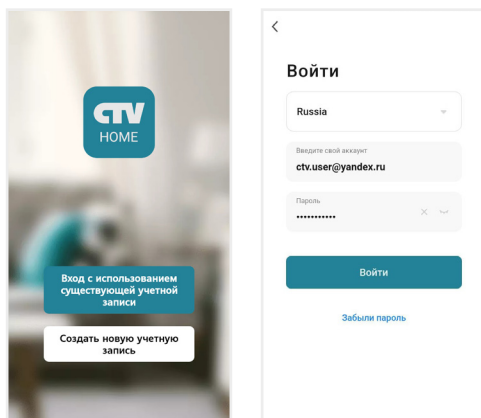 CTV
HOME
Вход с использованием
существующей учетной
записи
Создать новую учетную
запись
Войти
Russia
Введите свой аккаунт
ctv.user@yandex.ru
Пароль
•••••••••••
Войти
Забыли пароль